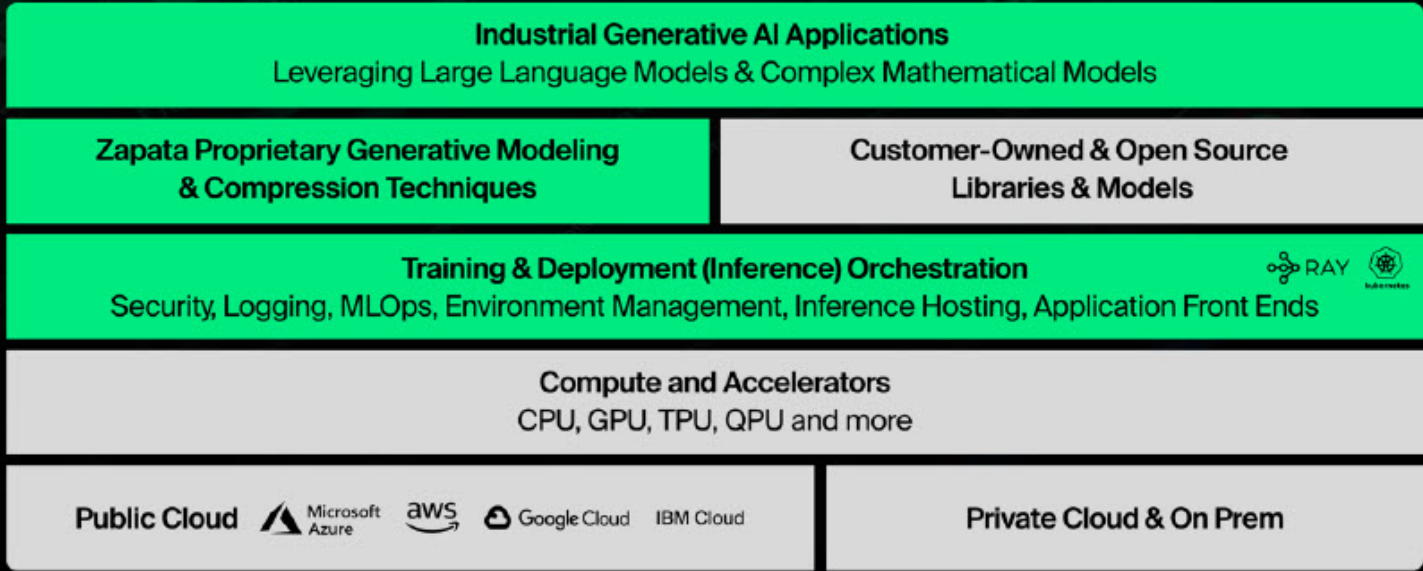 Industrial Generative AI Applications
Leveraging Large Language Models & Complex Mathematical Models
Zapata Proprietary Generative Modeling
& Compression Techniques
Customer-Owned & Open Source
Libraries & Models
Training & Deployment (Inference) Orchestration
RAY
kubernetes
Security, Logging, MLOps, Environment Management, Inference Hosting, Application Front Ends
Compute and Accelerators
CPU, GPU, TPU, QPU and more
Public Cloud
Microsoft
Azure
aws
Google Cloud
IBM Cloud
Private Cloud & On Prem